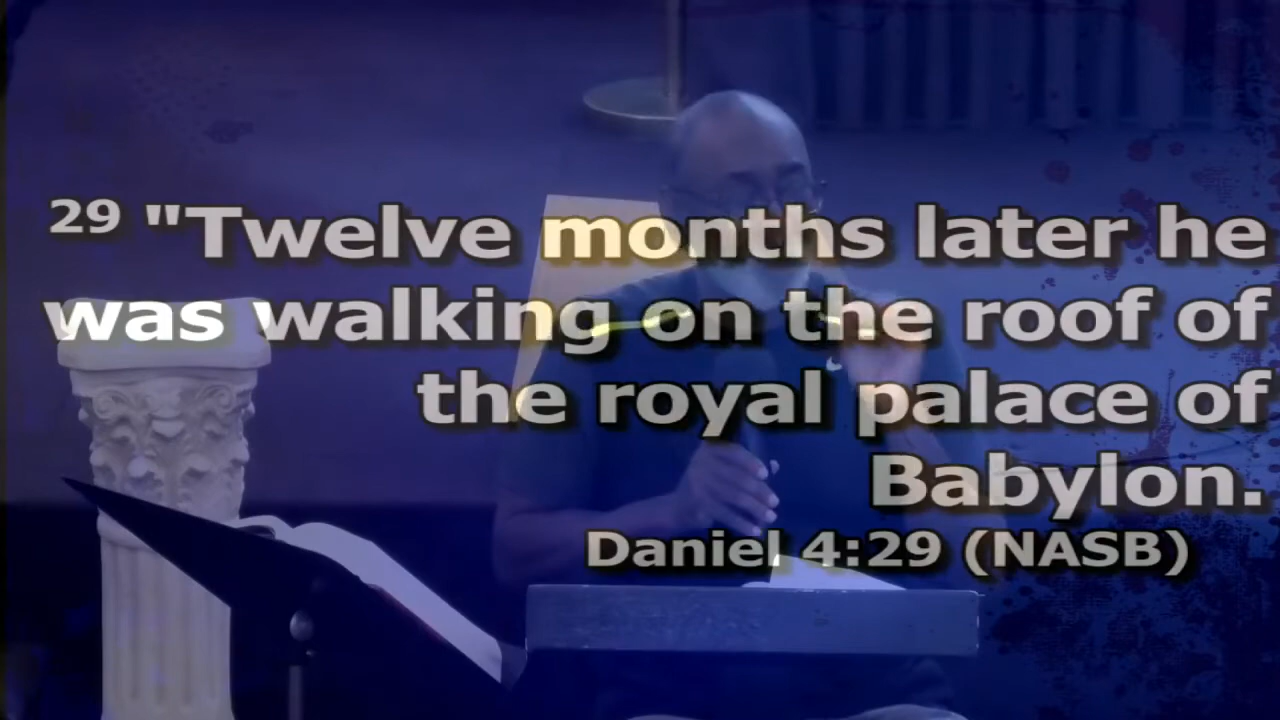 29 "Twelve months later he
was walking on the roof of
the royal palace of
Babylon.
Daniel 4:29 (NASB)